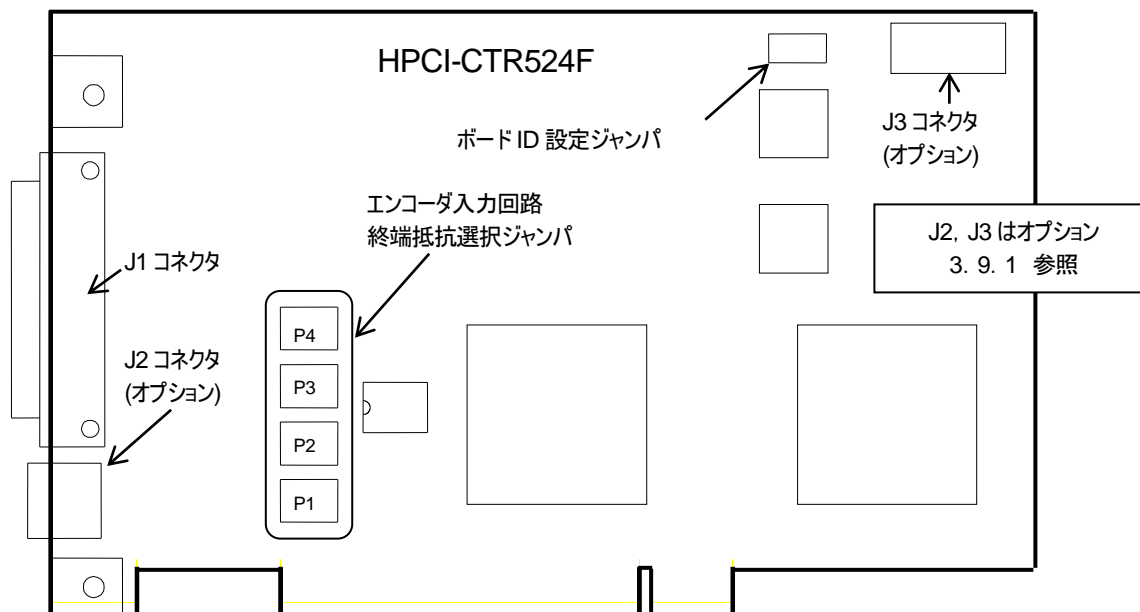 HPCI-CTR524F
ボード ID 設定ジャンパ
J3 コネクタ
(オプション)
エンコーダ入力回路
終端抵抗選択ジャンパ
J2, J3 はオプション
3. 9. 1 参照
J1 コネクタ
J2 コネクタ
(オプション)
P4
P3
P2
P1